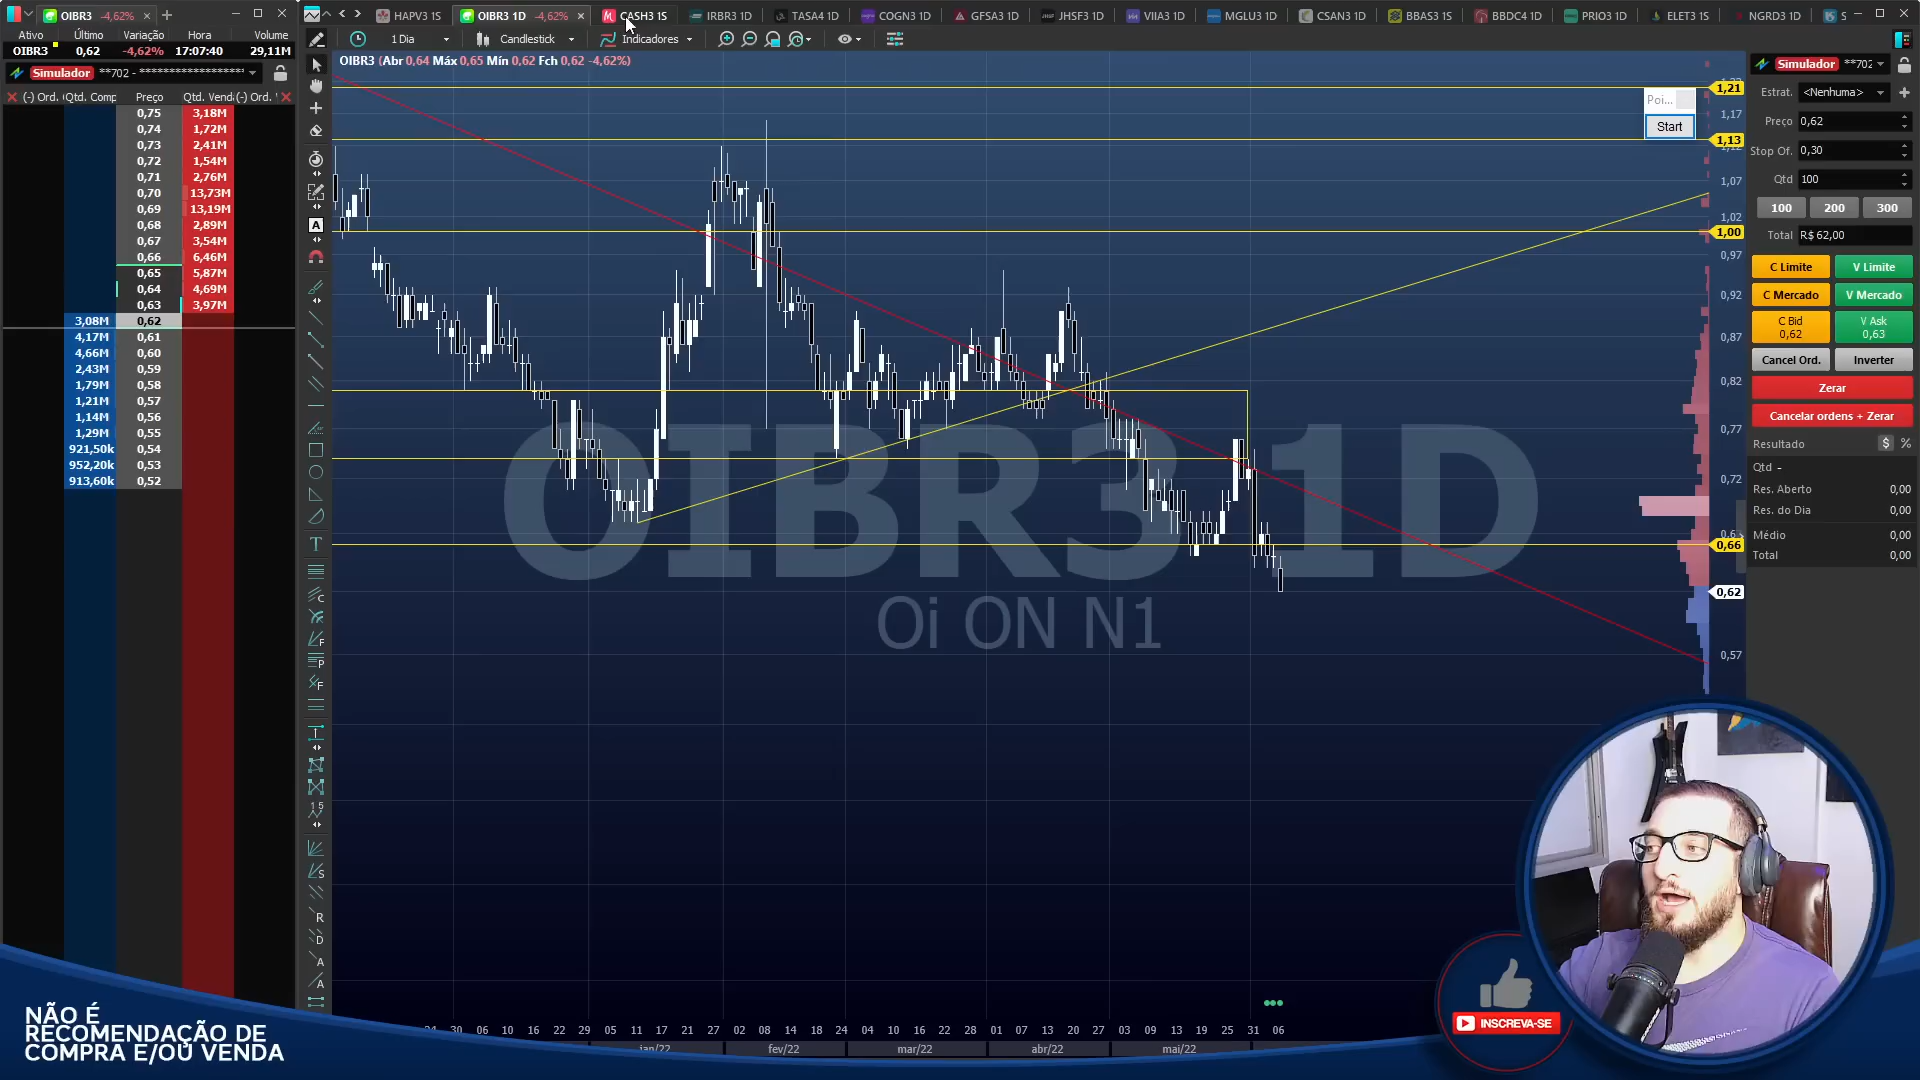 OIBR3 -4,62%
HAPV3 1S
OIBR3 1D -4,62%
CASH3 1S
IRBR3 1D
TASA4 1D
COGN3 1D
GFSA3 1D
JHSF3 1D
VIIA3 1D
MGLU3 1D
CSAN3 1D
BBAS3 1S
BBDC4 1D
PRIO3 1D
ELET3 1S
NGRD3 1D
S
Ativo Último Variação Hora Volume
OIBR3 0,62 -4,62% 17:07:40 29,11M
Simulador **702 - ********************
1 Dia
Candlestick
Indicadores
(-) Ord. Qtd. Comp Preço Qtd. Vend (-) Ord.
0,75 3,18M
0,74 1,72M
0,73 2,41M
0,72 1,54M
0,71 2,76M
0,70 13,73M
0,69 13,19M
0,68 2,89M
0,67 3,54M
0,66 6,46M
0,65 5,87M
0,64 4,69M
0,63 3,97M
3,08M 0,62
4,17M 0,61
4,66M 0,60
2,43M 0,59
1,79M 0,58
1,21M 0,57
1,14M 0,56
1,29M 0,55
921,50k 0,54
952,20k 0,53
913,60k 0,52
OIBR3 (Abr 0,64 Máx 0,65 Mín 0,62 Fch 0,62 -4,62%)
OIBR3 1D
Oi ON N1
Poi...
Start
1,21
1,17
1,13
1,07
1,02
1,00
0,97
0,92
0,87
0,82
0,77
0,72
0,66
0,62
0,57
30 06 10 16 22 29 05 11 17 21 27 02 08 14 18 24 04 10 16 22 28 01 07 13 20 27 03 09 13 19 25 31 06
jan/22 fev/22 mar/22 abr/22 mai/22
Simulador **702
Estrat. <Nenhuma>
Preço 0,62
Stop Of. 0,30
Qtd 100
100 200 300
Total R$ 62,00
C Limite V Limite
C Mercado V Mercado
C Bid 0,62
V Ask 0,63
Cancel Ord. Inverter
Zerar
Cancelar ordens + Zerar
Resultado $ %
Qtd -
Res. Aberto 0,00
Res. do Dia 0,00
Médio 0,00
Total 0,00
NÃO É
RECOMENDAÇÃO DE
COMPRA E/OU VENDA
INSCREVA-SE